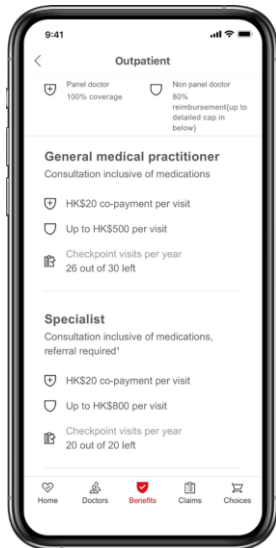 9:41
Outpatient
Panel doctor
100% coverage
Non panel doctor
80%
reimbursement(up to
detailed cap in
below)
General medical practitioner
Consultation inclusive of medications
HK$20 co-payment per visit
Up to HK$500 per visit
Checkpoint visits per year
26 out of 30 left
Specialist
Consultation inclusive of medications,
referral required¹
HK$20 co-payment per visit
Up to HK$800 per visit
Checkpoint visits per year
20 out of 20 left
Home Doctors Benefits Claims Choices